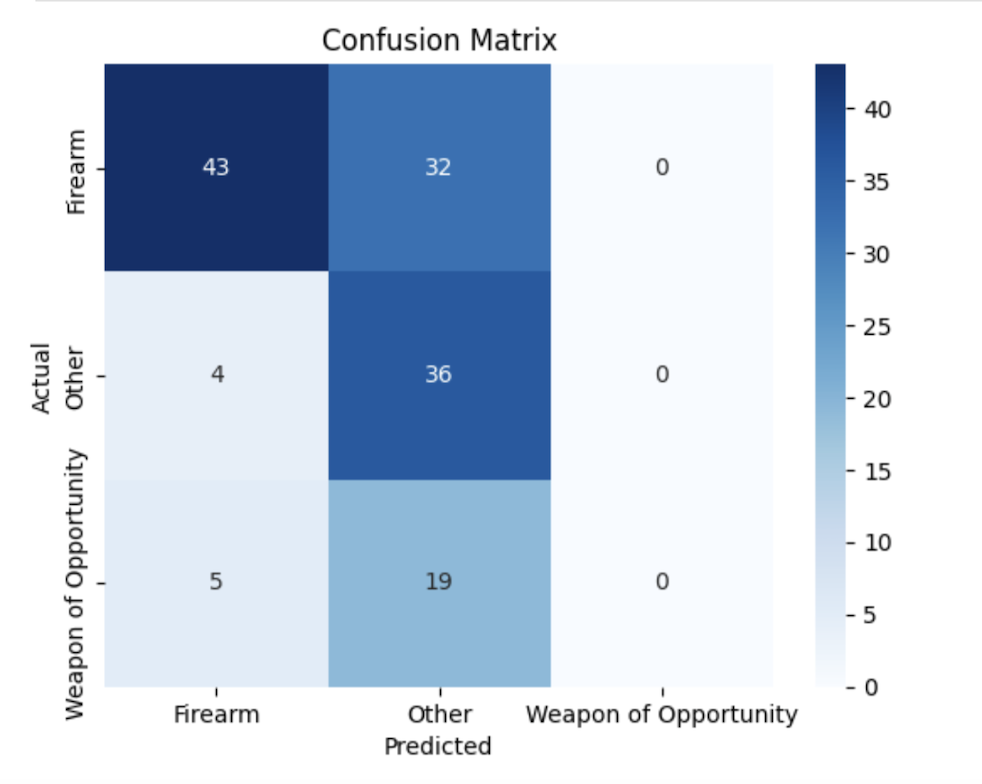 Confusion Matrix
Firearm
43
32
0
Actual
Other
4
36
0
Weapon of Opportunity
5
19
0
Firearm
Other
Weapon of Opportunity
Predicted
40
35
30
25
20
15
10
5
0